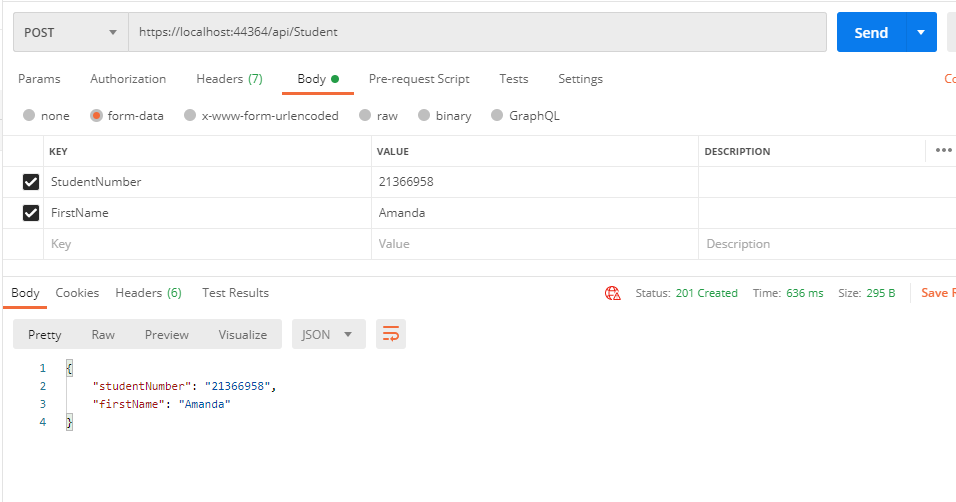 POST https://localhost:44364/api/Student Send
Params Authorization Headers (7) Body Pre-request Script Tests Settings
none form-data x-www-form-urlencoded raw binary GraphQL
KEY VALUE DESCRIPTION
StudentNumber 21366958
FirstName Amanda
Key Value Description
Body Cookies Headers (6) Test Results Status: 201 Created Time: 636 ms Size: 295 B Save
Pretty Raw Preview Visualize JSON
1 {
2 "studentNumber": "21366958",
3 "firstName": "Amanda"
4 }